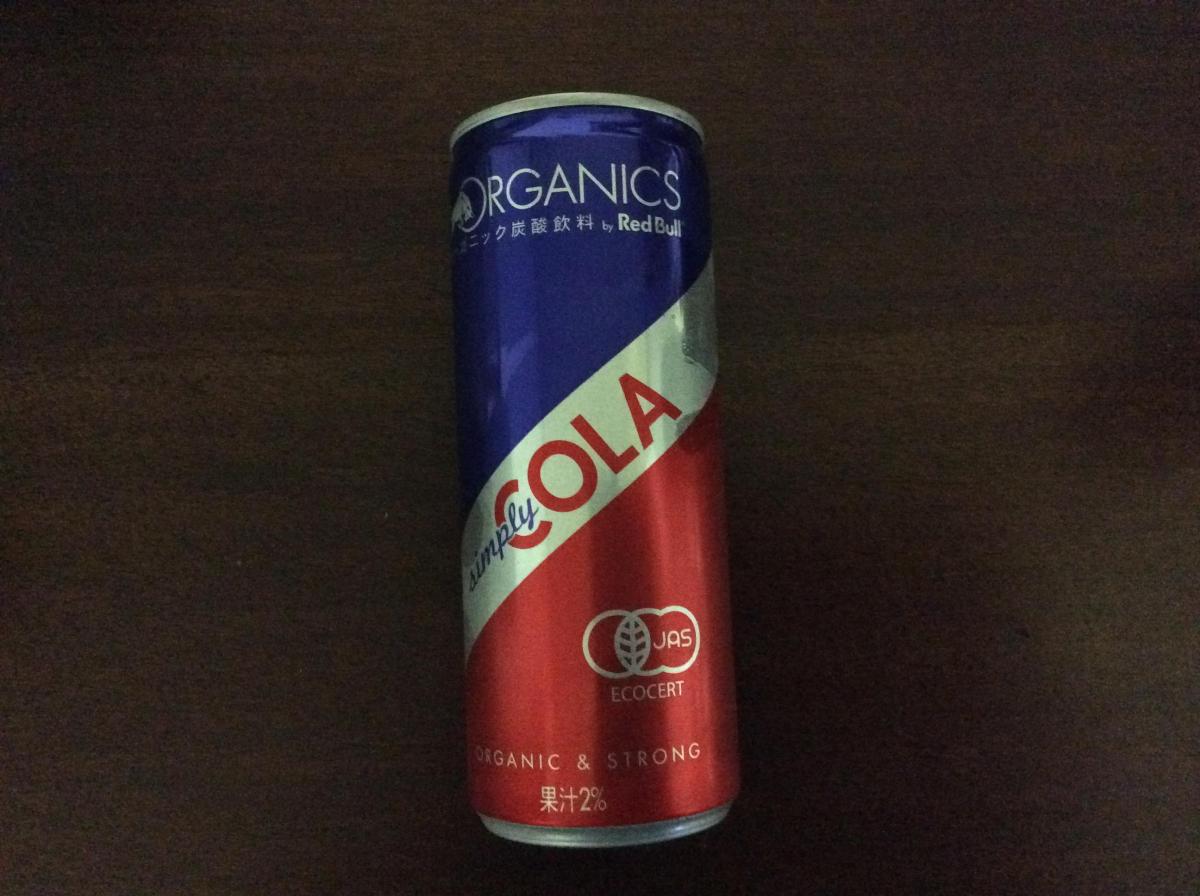 ORGANICS
ニック炭酸飲料 by Red Bull
simply COLA
JAS
ECOCERT
ORGANIC & STRONG
果汁2%